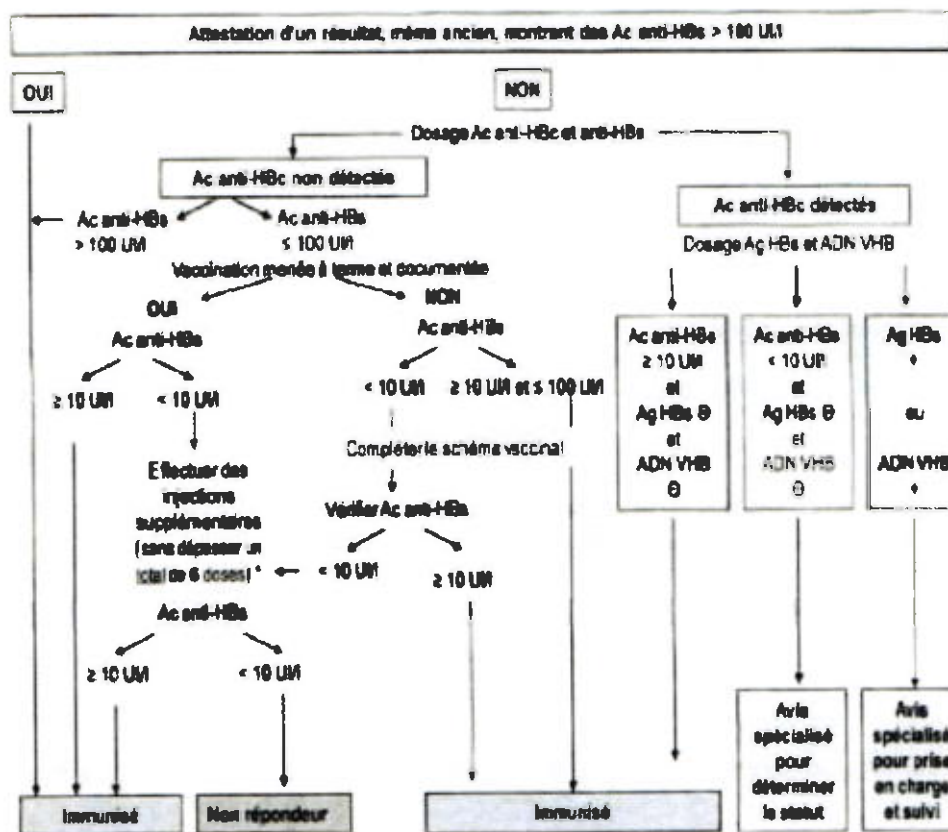 Attestation d'un résultat, même ancien, montrant des Ac anti-HBs > 100 UI/l
OUI
NON
Dosage Ac anti-HBc et anti-HBs
Ac anti-HBc non détectés
Ac anti-HBc détectés
Ac anti-HBs
> 100 UI/l
Ac anti-HBs
≤ 100 UI/l
Dosage Ag HBs et ADN VHB
Vaccination menée à terme et documentée
OUI
NON
Ac anti-HBs
Ac anti-HBs
≥ 10 UI/l
< 10 UI/l
< 10 UI/l
≥ 10 UI/l et ≤ 100 UI/l
Ac anti-HBs
≥ 10 UI/l
et
Ag HBs Θ
et
ADN VHB
Θ
Ac anti-HBs
< 10 UI/l
et
Ag HBs Θ
et
ADN VHB
Θ
Ag HBs
+
ou
ADN VHB
+
Effectuer des
injections
supplémentaires
(sans dépasser un
total de 6 doses) *
Compléter le schéma vaccinal
Vérifier Ac anti-HBs
< 10 UI/l
≥ 10 UI/l
Ac anti-HBs
≥ 10 UI/l
< 10 UI/l
Avis
spécialisé
pour
déterminer
le statut
Avis
spécialisé
pour prise
en charge
et suivi
Immunisé
Non répondeur
Immunisé